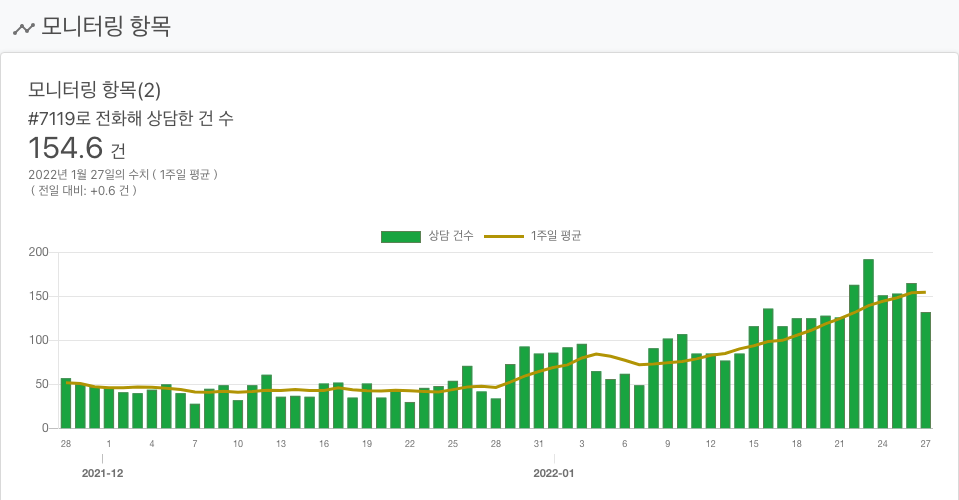 모니터링 항목
모니터링 항목(2)
#7119로 전화해 상담한 건 수
154.6 건
2022년 1월 27일의 수치 ( 1주일 평균 )
( 전일 대비: +0.6 건 )
상담 건수 1주일 평균
200
150
100
50
0
28 1 4 7 10 13 16 19 22 25 28 31 3 6 9 12 15 18 21 24 27
2021-12 2022-01